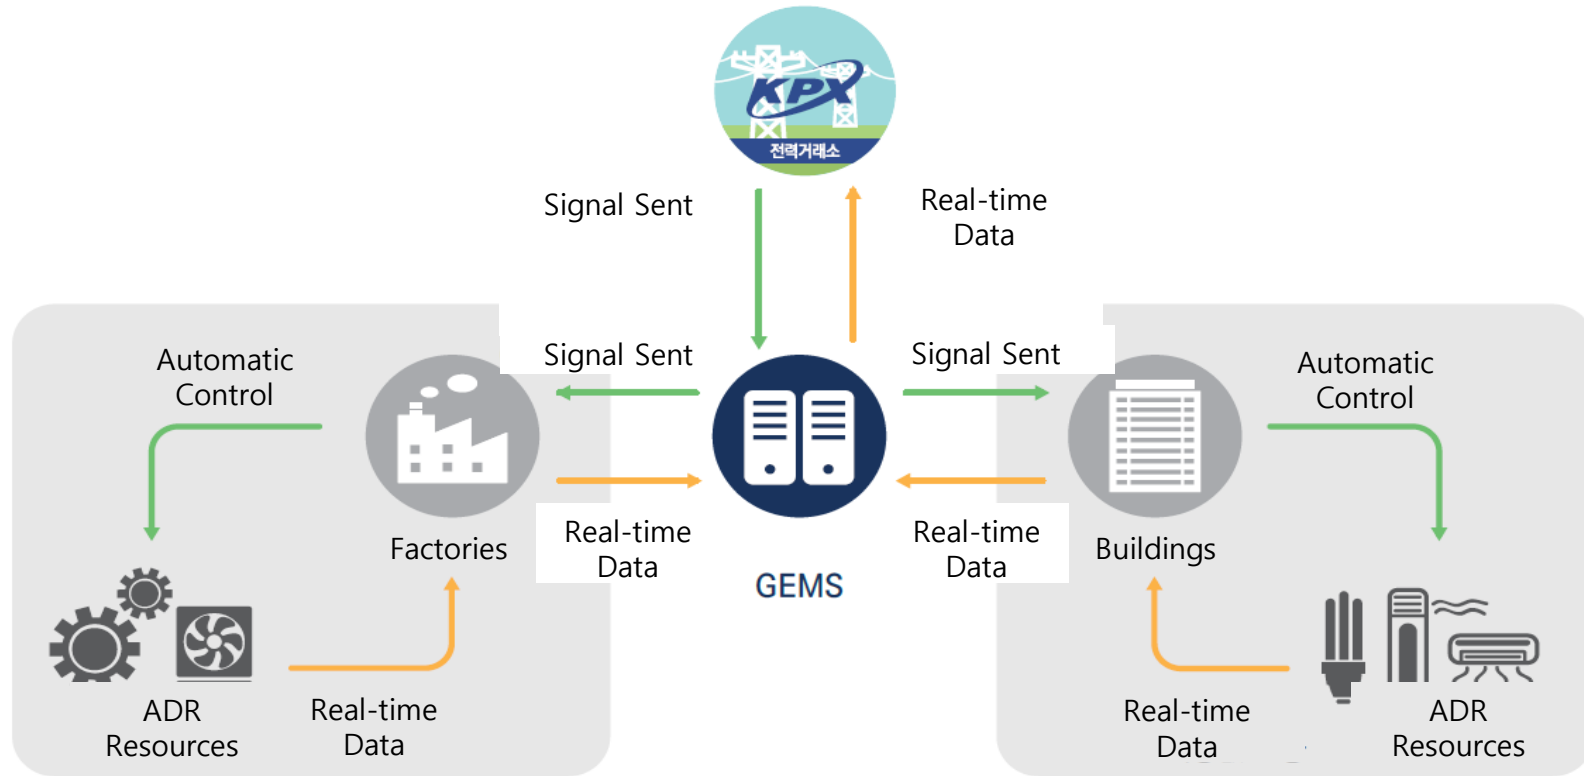 KPX
전력거래소
Signal Sent
Real-time
Data
Automatic
Control
Signal Sent
Signal Sent
Automatic
Control
Factories
Real-time
Data
GEMS
Real-time
Data
Buildings
ADR
Resources
Real-time
Data
Real-time
Data
ADR
Resources